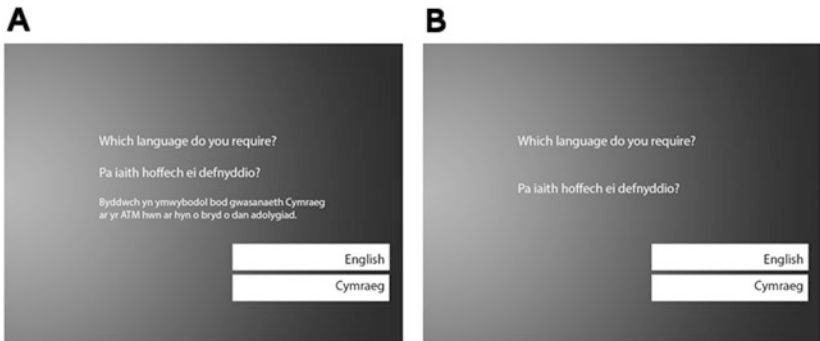 A
Which language do you require?
Pa iaith hoffech ei defnyddio?
Byddwch yn ymwybodol bod gwasanaeth Cymraeg
ar yr ATM hwn ar hyn o bryd o dan adolygiad.
English
Cymraeg
B
Which language do you require?
Pa iaith hoffech ei defnyddio?
English
Cymraeg